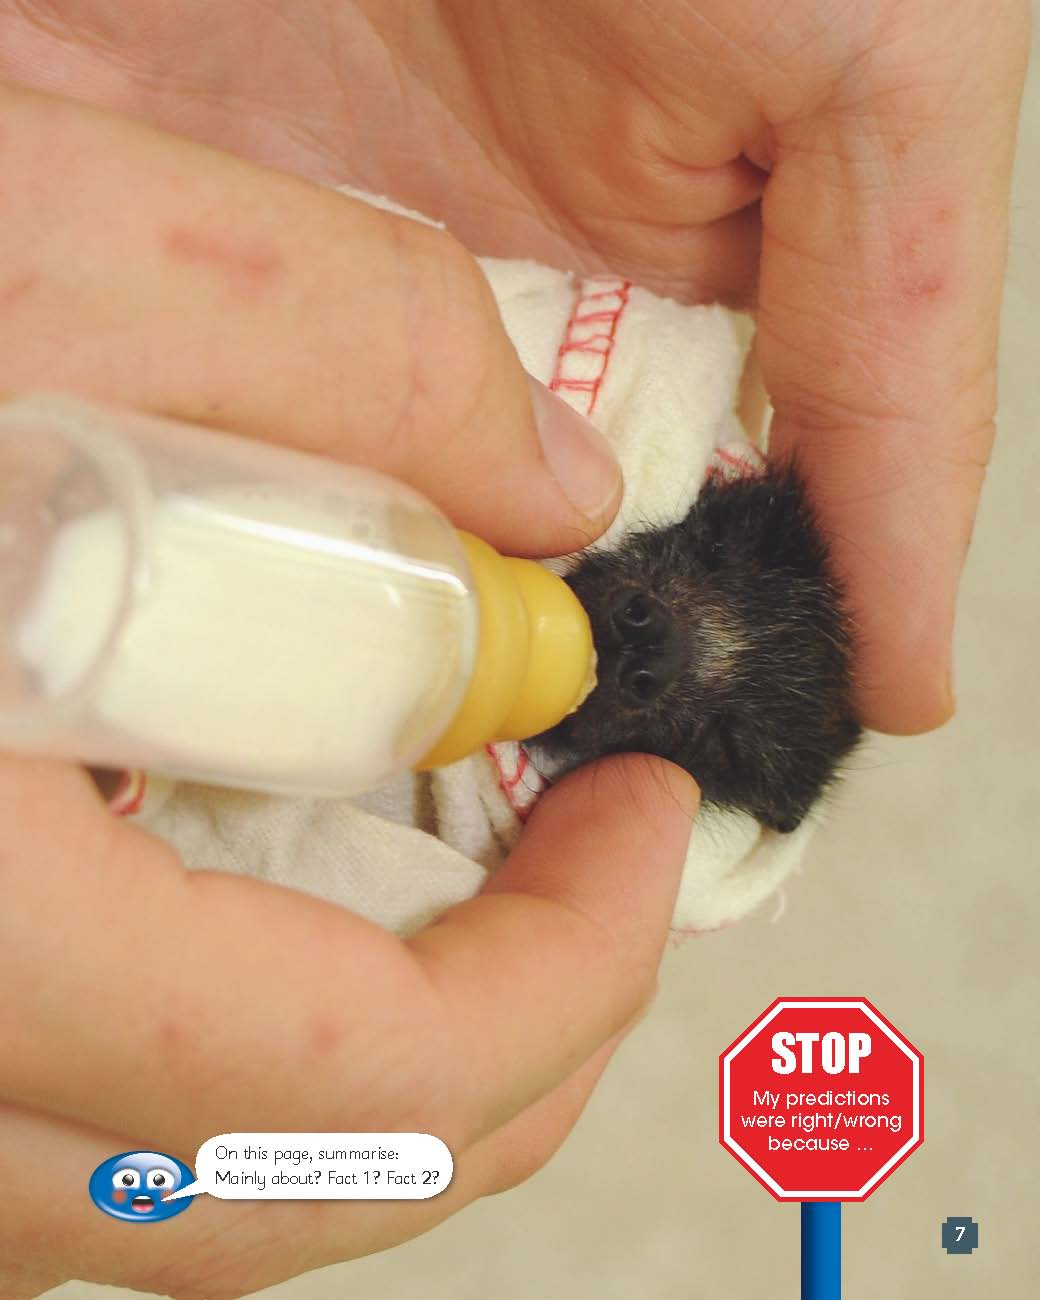 STOP
My predictions
were right/wrong
because ...
On this page, summarise:
Mainly about? Fact 1? Fact 2?
7